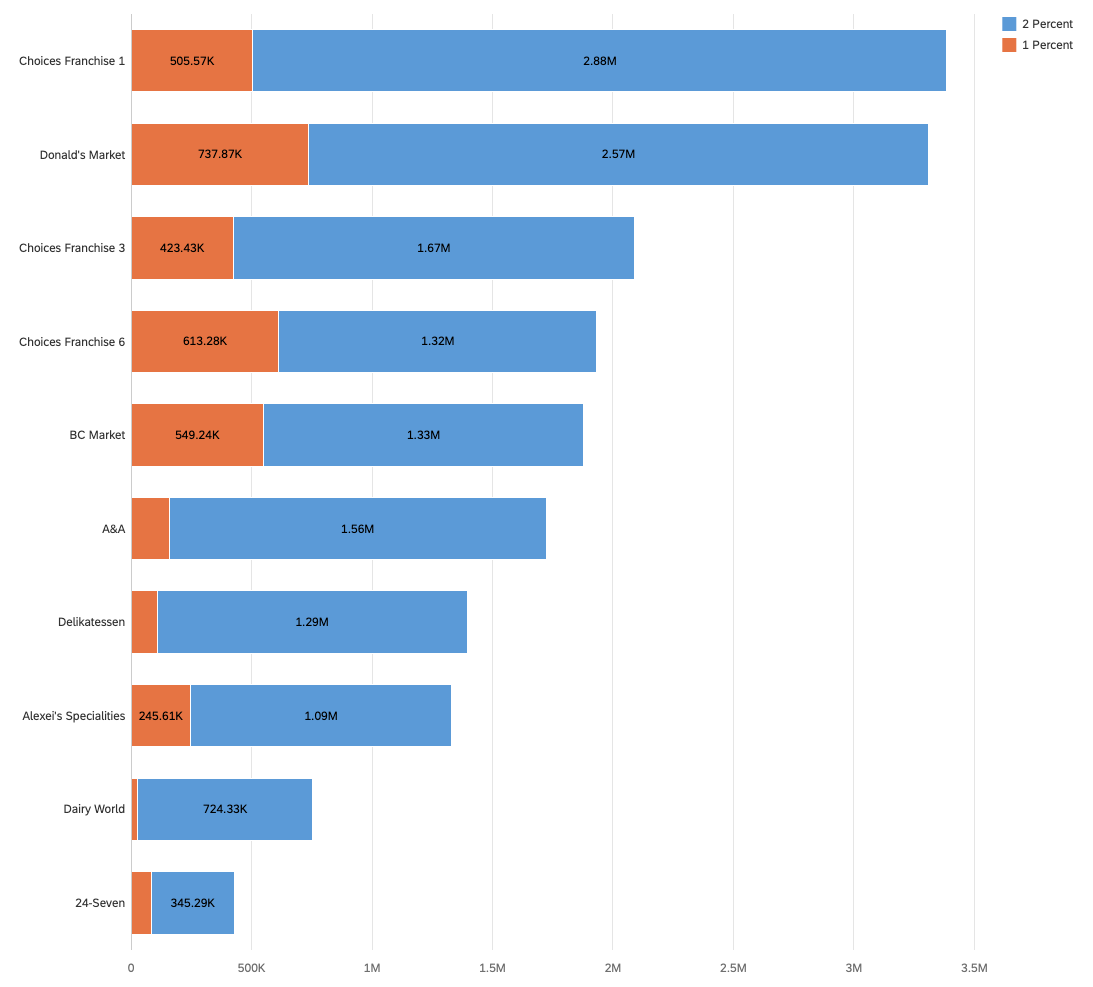 2 Percent
1 Percent
Choices Franchise 1 505.57K 2.88M
Donald's Market 737.87K 2.57M
Choices Franchise 3 423.43K 1.67M
Choices Franchise 6 613.28K 1.32M
BC Market 549.24K 1.33M
A&A 1.56M
Delikatessen 1.29M
Alexei's Specialities 245.61K 1.09M
Dairy World 724.33K
24-Seven 345.29K
0 500K 1M 1.5M 2M 2.5M 3M 3.5M